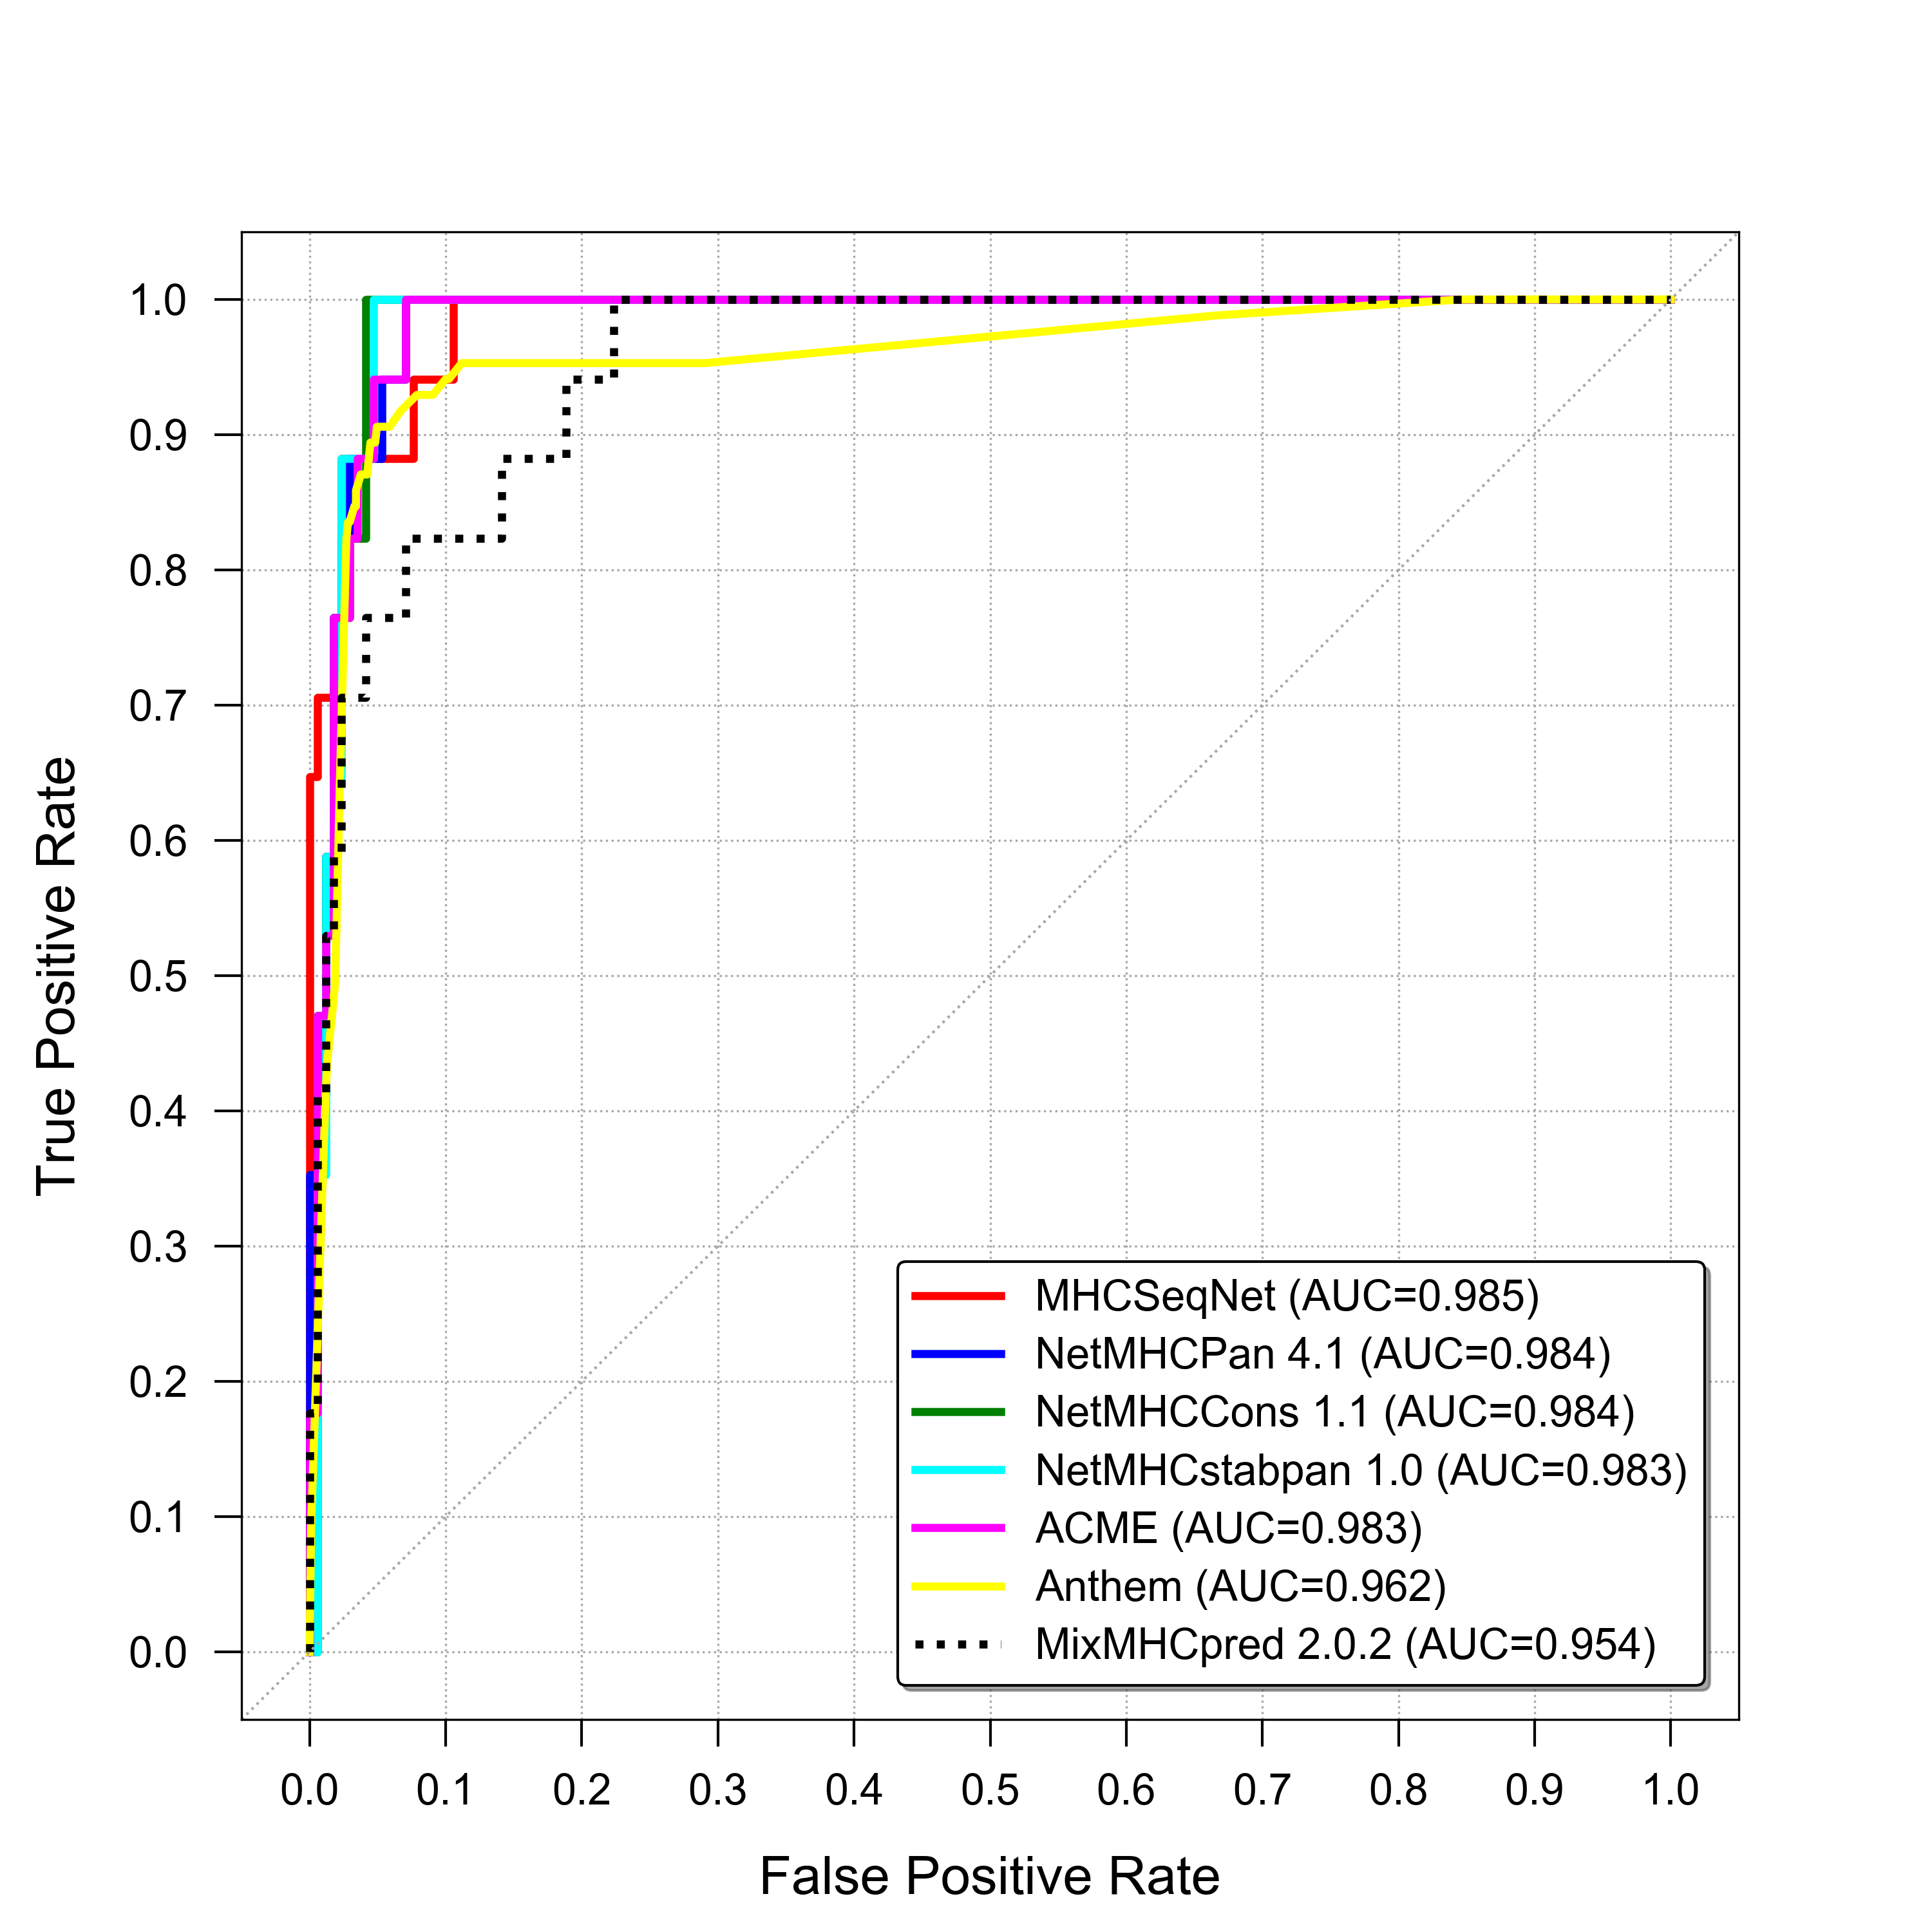 1.0
0.9
0.8
0.7
0.6
0.5
0.4
0.3
0.2
0.1
0.0
True Positive Rate
MHCSeqNet (AUC=0.985)
NetMHCPan 4.1 (AUC=0.984)
NetMHCCons 1.1 (AUC=0.984)
NetMHCstabpan 1.0 (AUC=0.983)
ACME (AUC=0.983)
Anthem (AUC=0.962)
MixMHCpred 2.0.2 (AUC=0.954)
0.0 0.1 0.2 0.3 0.4 0.5 0.6 0.7 0.8 0.9 1.0
False Positive Rate